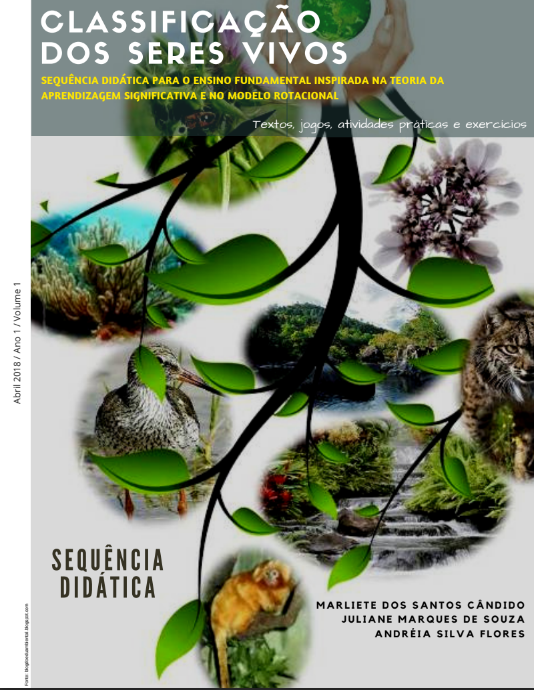 CLASSIFICAÇÃO
DOS SERES VIVOS
SEQUÊNCIA DIDÁTICA PARA O ENSINO FUNDAMENTAL INSPIRADA NA TEORIA DA
APRENDIZAGEM SIGNIFICATIVA E NO MODELO ROTACIONAL
Textos, jogos, atividades práticas e exercícios
Abril 2018 / Ano 1 / Volume 1
SEQUÊNCIA
DIDÁTICA
MARLIETE DOS SANTOS CÂNDIDO
JULIANE MARQUES DE SOUZA
ANDRÉIA SILVA FLORES